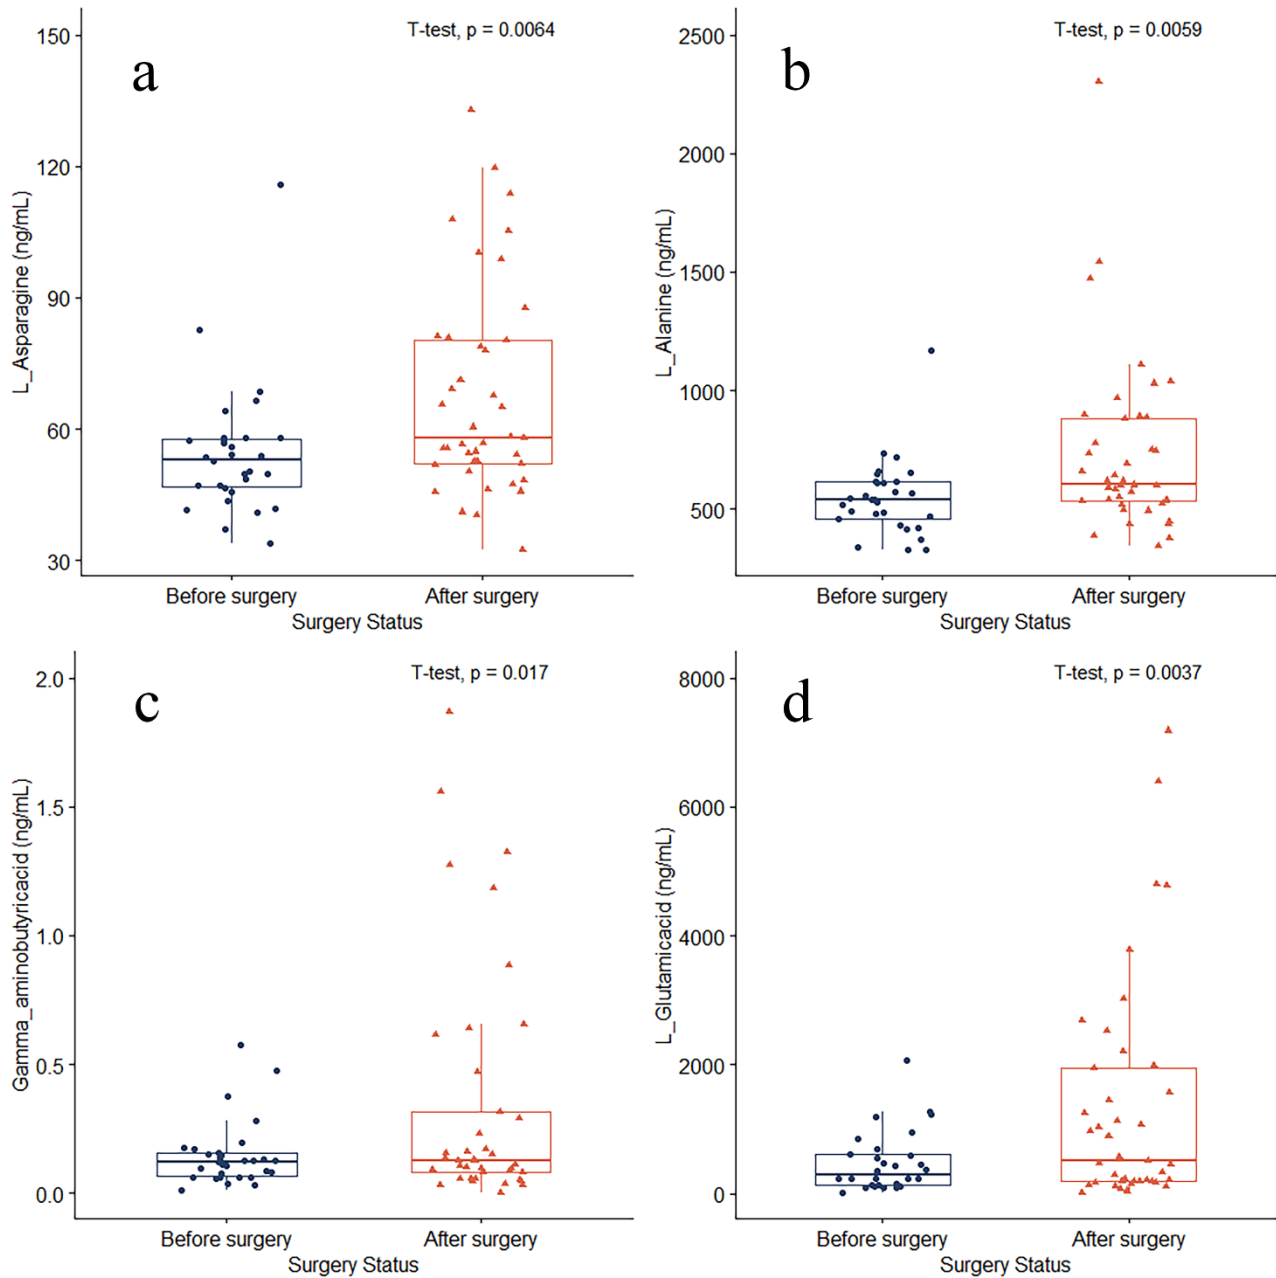 T-test, p = 0.0064
a
150
120
90
60
30
L_Asparagine (ng/mL)
Before surgery
After surgery
Surgery Status
T-test, p = 0.0059
b
2500
2000
1500
1000
500
L_Alanine (ng/mL)
Before surgery
After surgery
Surgery Status
T-test, p = 0.017
c
2.0
1.5
1.0
0.5
0.0
Gamma_aminobutyricacid (ng/mL)
Before surgery
After surgery
Surgery Status
T-test, p = 0.0037
d
8000
6000
4000
2000
0
L_Glutamicacid (ng/mL)
Before surgery
After surgery
Surgery Status